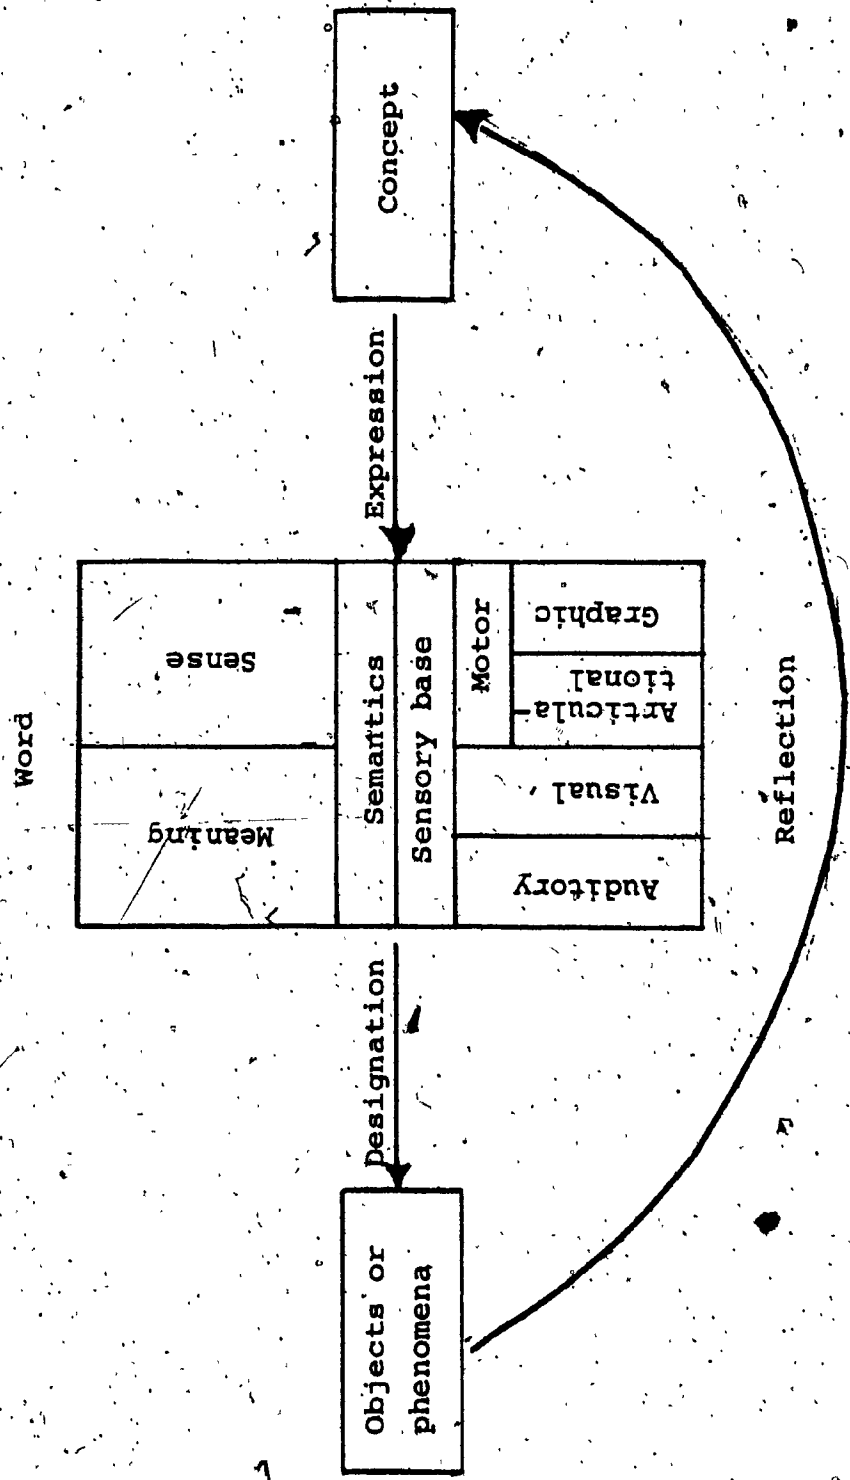 Word
Concept
Expression
Sense
Meaning
Semantics
Sensory base
Motor
Graphic
Articula-
tional
Visual
Auditory
Reflection
Designation
Objects or
phenomena